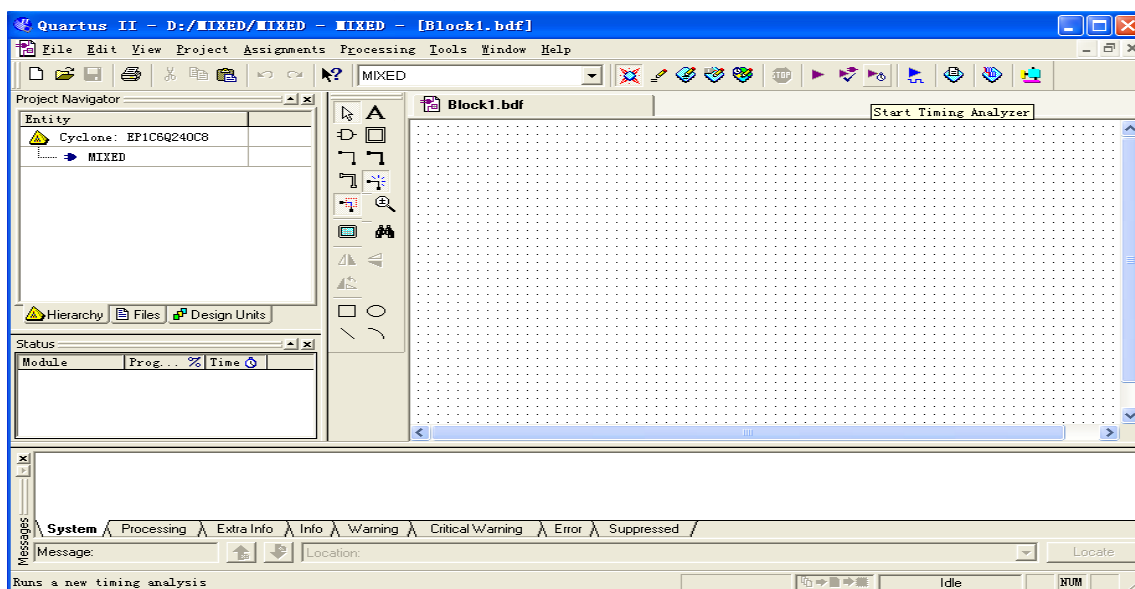 Quartus II - D:/MIXED/MIXED - MIXED - [Block1.bdf]
File Edit View Project Assignments Processing Tools Window Help
MIXED
STOP
Project Navigator
Entity
Cyclone: EP1C6Q240C8
MIXED
Hierarchy Files Design Units
Status
Module Prog... % Time
A
Block1.bdf
Start Timing Analyzer
Messages
System Processing Extra Info Info Warning Critical Warning Error Suppressed
Message: Location: Locate
Runs a new timing analysis Idle NUM